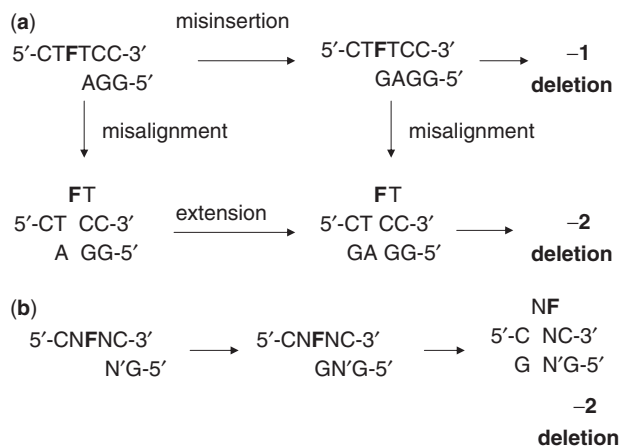 (a)
misinsertion
5′-CTFTCC-3′
AGG-5′
5′-CTFTCC-3′
GAGG-5′
–1
deletion
misalignment
misalignment
FT
5′-CT CC-3′
A GG-5′
extension
FT
5′-CT CC-3′
GA GG-5′
–2
deletion
(b)
5′-CNFNC-3′
N′G-5′
5′-CNFNC-3′
GN′G-5′
NF
5′-C NC-3′
G N′G-5′
–2
deletion